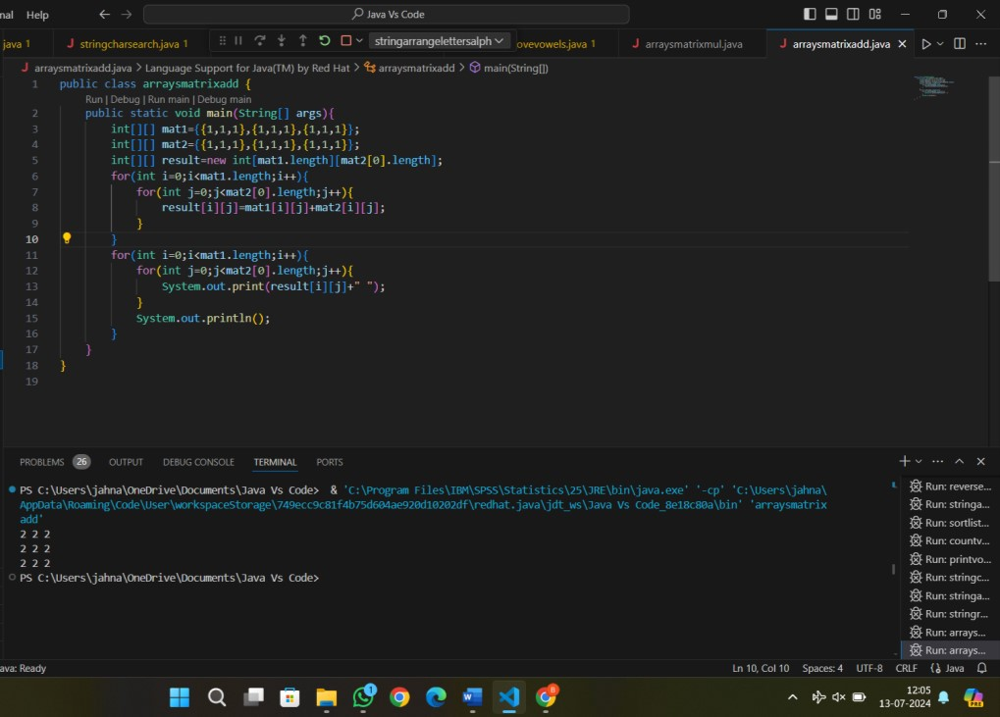 nal Help Java Vs Code
java 1 stringcharsearch.java 1 stringarrangelettersalph ovevowels.java 1 arraysmatrixmul.java arraysmatrixadd.java
arraysmatrixadd.java > Language Support for Java(TM) by Red Hat > arraysmatrixadd > main(String[])
1 public class arraysmatrixadd {
Run | Debug | Run main | Debug main
2 public static void main(String[] args){
3 int[][] mat1={{1,1,1},{1,1,1},{1,1,1}};
4 int[][] mat2={{1,1,1},{1,1,1},{1,1,1}};
5 int[][] result=new int[mat1.length][mat2[0].length];
6 for(int i=0;i<mat1.length;i++){
7 for(int j=0;j<mat2[0].length;j++){
8 result[i][j]=mat1[i][j]+mat2[i][j];
9 }
10 }
11 for(int i=0;i<mat1.length;i++){
12 for(int j=0;j<mat2[0].length;j++){
13 System.out.print(result[i][j]+" ");
14 }
15 System.out.println();
16 }
17 }
18 }
19
PROBLEMS 26 OUTPUT DEBUG CONSOLE TERMINAL PORTS
PS C:\Users\jahna\OneDrive\Documents\Java Vs Code> & 'C:\Program Files\IBM\SPSS\Statistics\25\JRE\bin\java.exe' '-cp' 'C:\Users\jahna\
AppData\Roaming\Code\User\workspaceStorage\749ecc9c81f4b75d604ae920d10202df\redhat.java\jdt_ws\Java Vs Code_8e18c80a\bin' 'arraysmatrix
add'
2 2 2
2 2 2
2 2 2
PS C:\Users\jahna\OneDrive\Documents\Java Vs Code>
Run: reverse...
Run: stringa...
Run: sortlist...
Run: countv...
Run: printvo...
Run: stringc...
Run: stringa...
Run: stringr...
Run: arrays...
Run: arrays...
ava: Ready Ln 10, Col 10 Spaces: 4 UTF-8 CRLF {} Java
1 8 12:05
13-07-2024
PRE